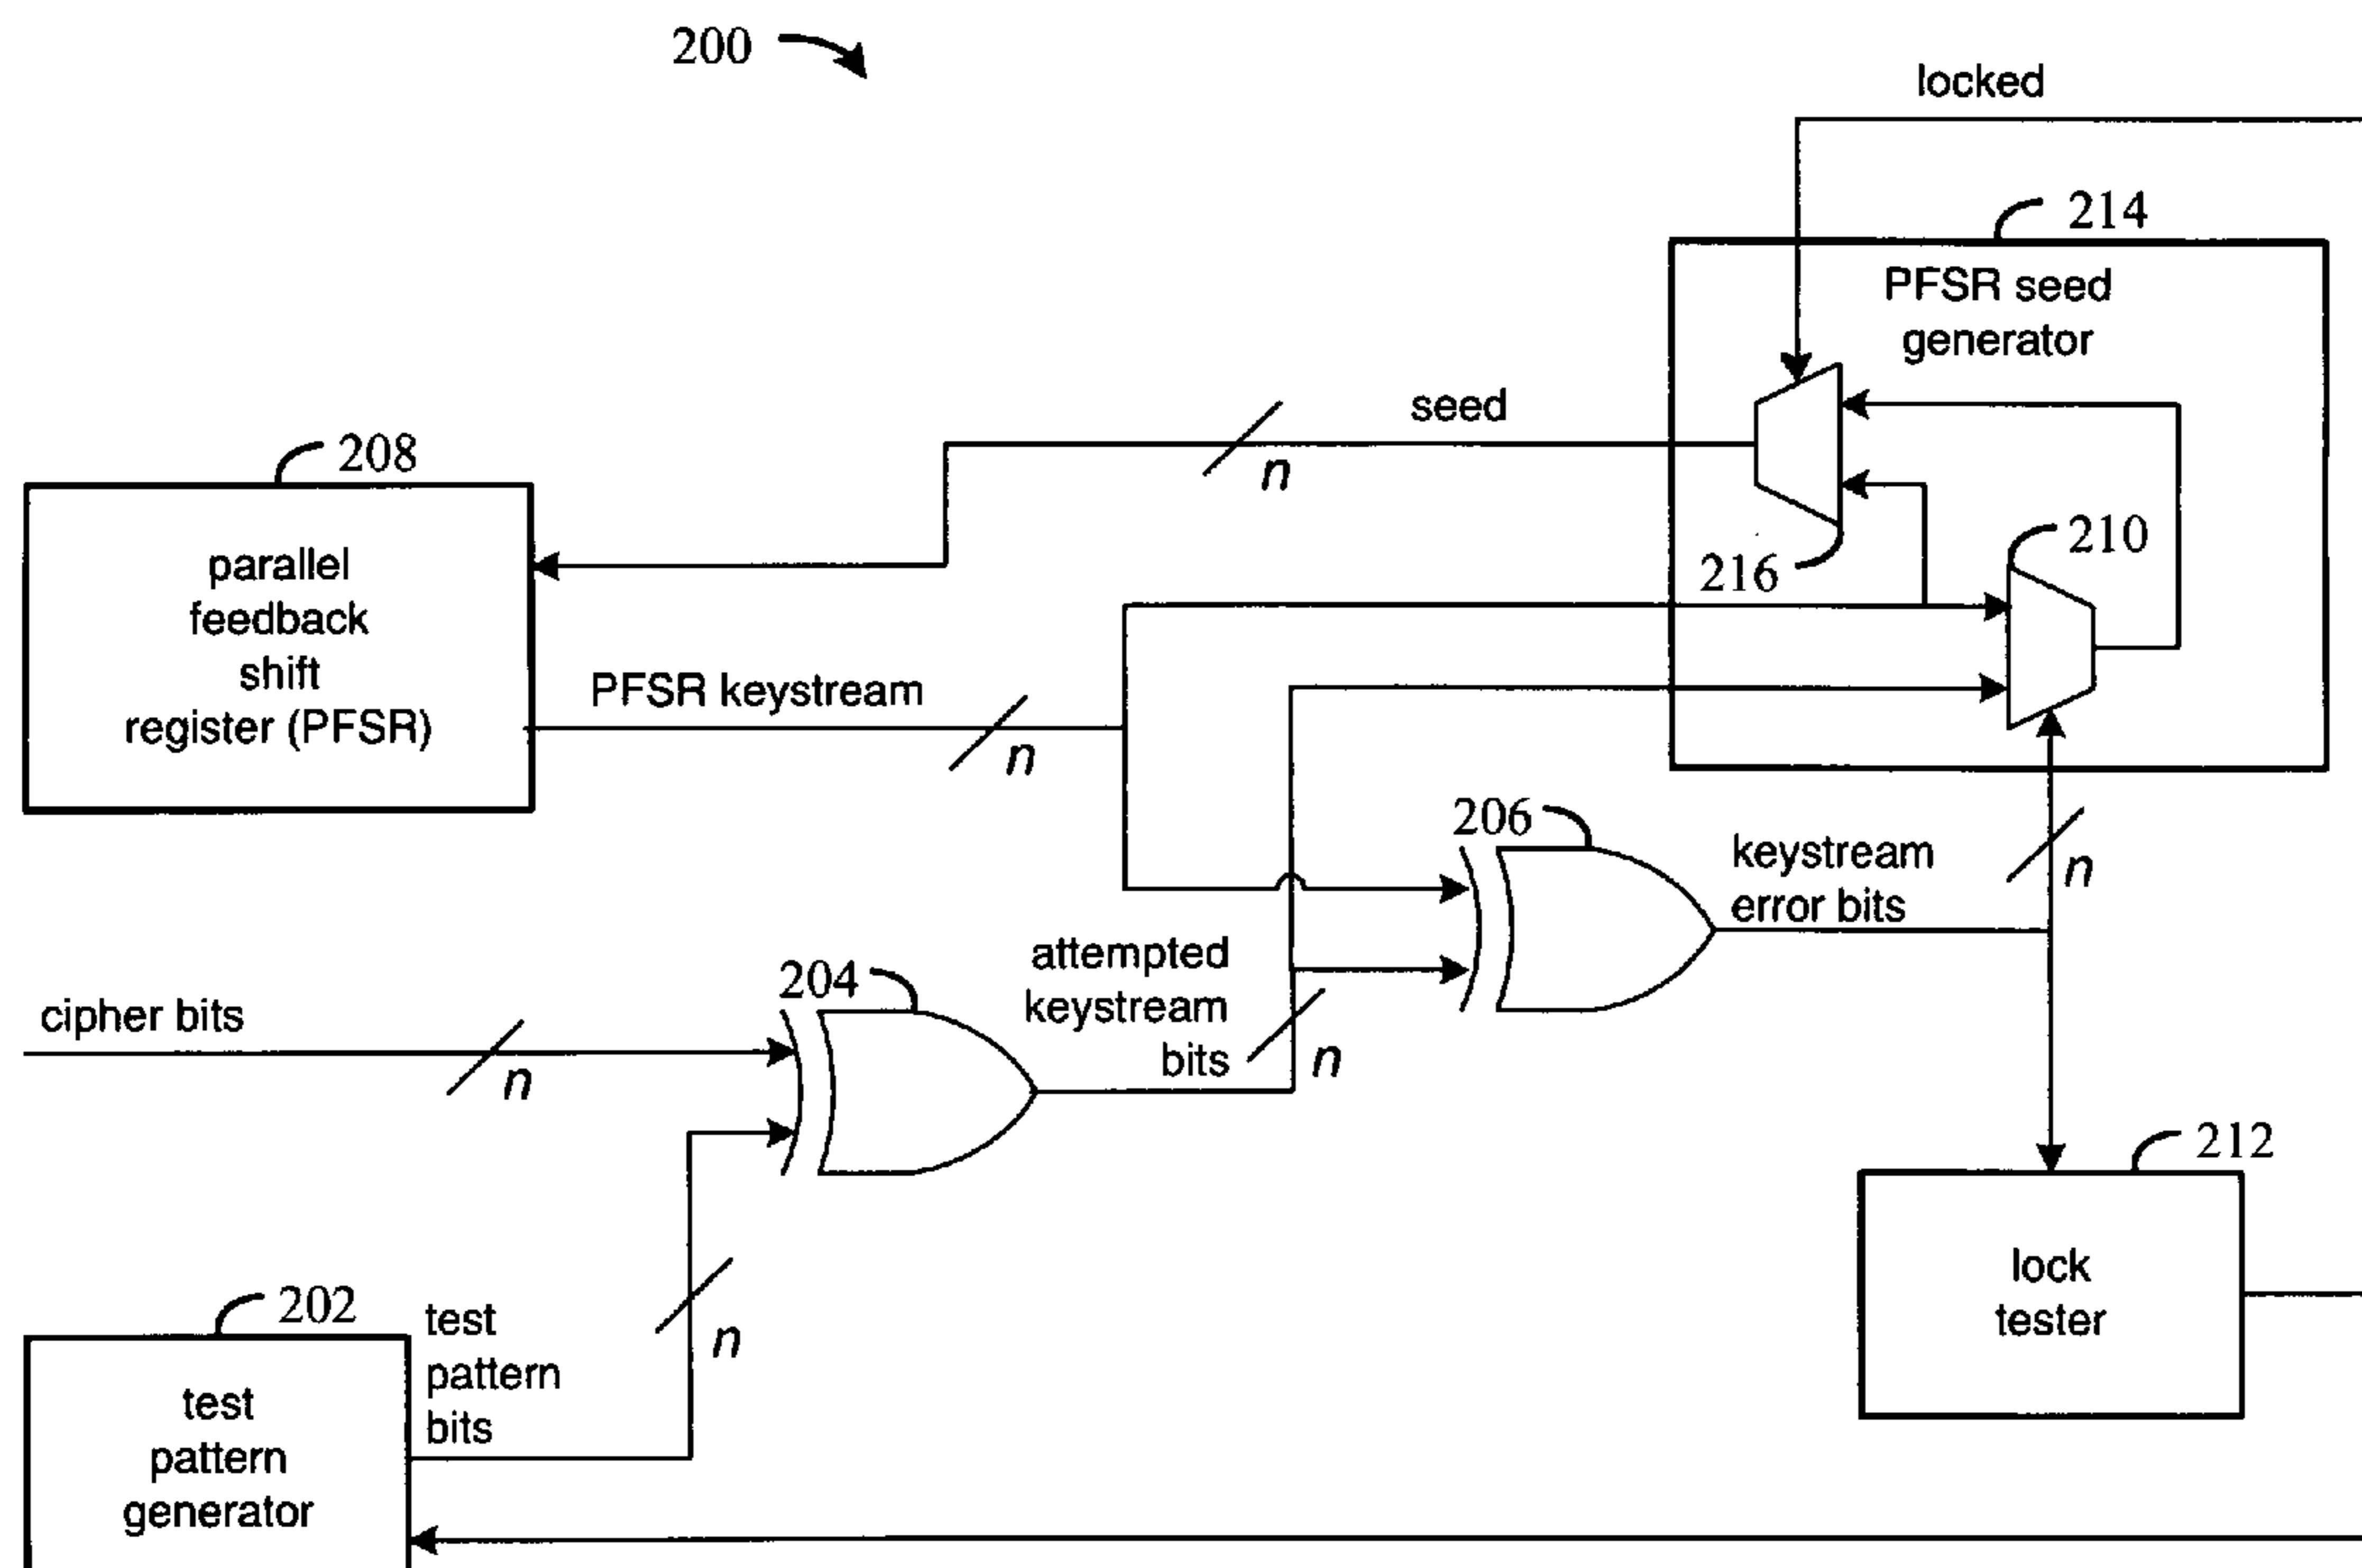 200
locked
214
PFSR seed
generator
seed
n
208
parallel
feedback
shift
register (PFSR)
216
210
PFSR keystream
n
206
keystream
error bits
n
204
attempted
keystream
bits
n
cipher bits
n
212
lock
tester
202
test
pattern
bits
n
test
pattern
generator